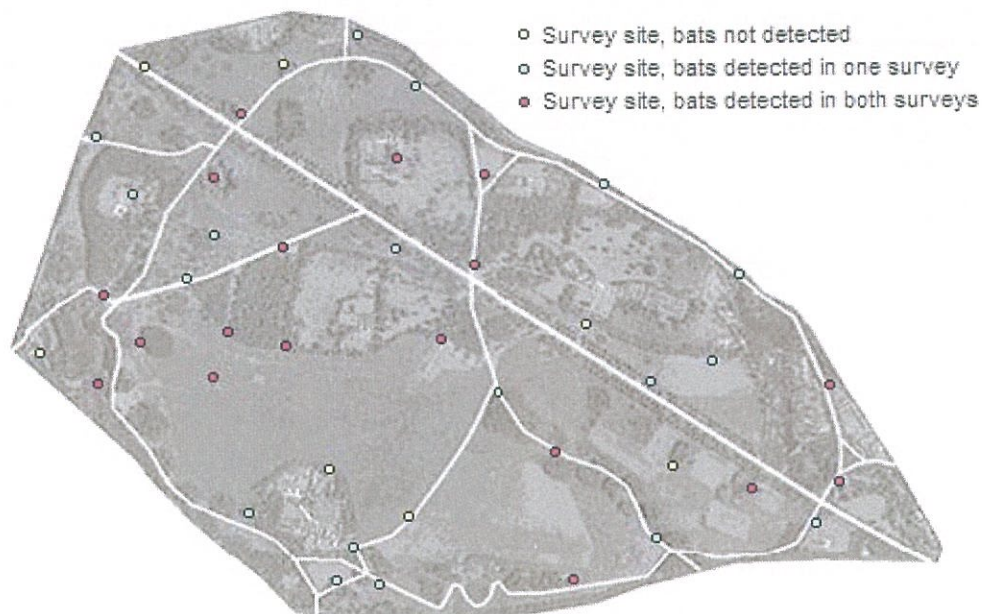 Survey site, bats not detected
Survey site, bats detected in one survey
Survey site, bats detected in both surveys